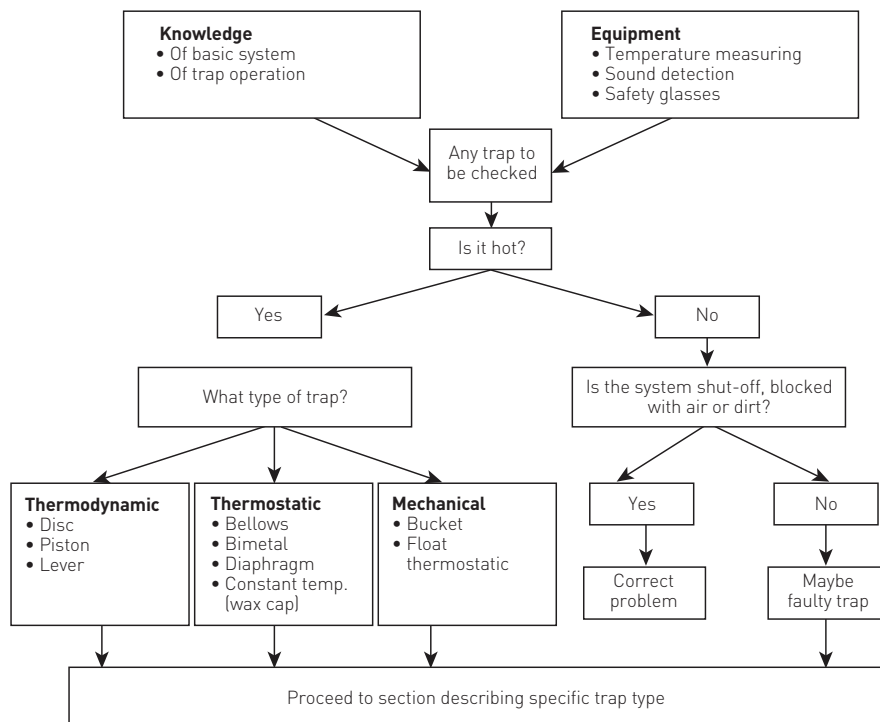 Knowledge
• Of basic system
• Of trap operation
Equipment
• Temperature measuring
• Sound detection
• Safety glasses
Any trap to
be checked
Is it hot?
Yes
No
What type of trap?
Is the system shut-off, blocked
with air or dirt?
Thermodynamic
• Disc
• Piston
• Lever
Thermostatic
• Bellows
• Bimetal
• Diaphragm
• Constant temp.
(wax cap)
Mechanical
• Bucket
• Float
thermostatic
Yes
No
Correct
problem
Maybe
faulty trap
Proceed to section describing specific trap type